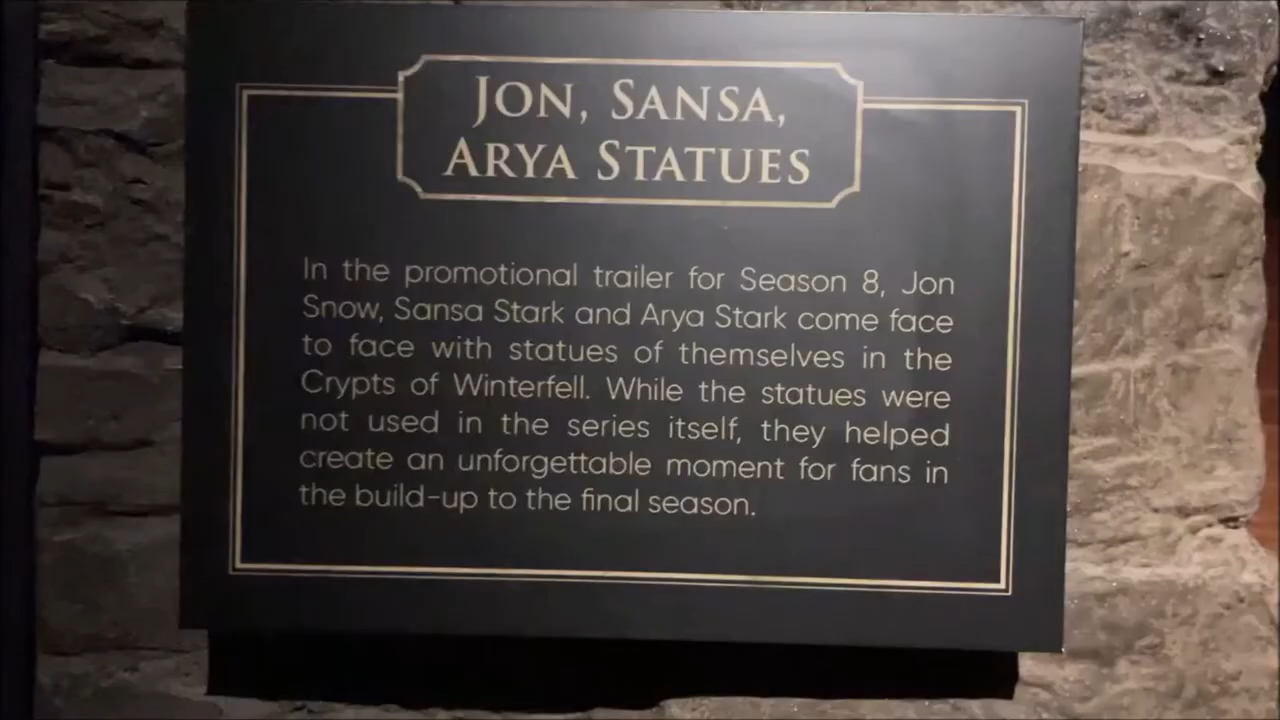 JON, SANSA,
ARYA STATUES
In the promotional trailer for Season 8, Jon
Snow, Sansa Stark and Arya Stark come face
to face with statues of themselves in the
Crypts of Winterfell. While the statues were
not used in the series itself, they helped
create an unforgettable moment for fans in
the build-up to the final season.